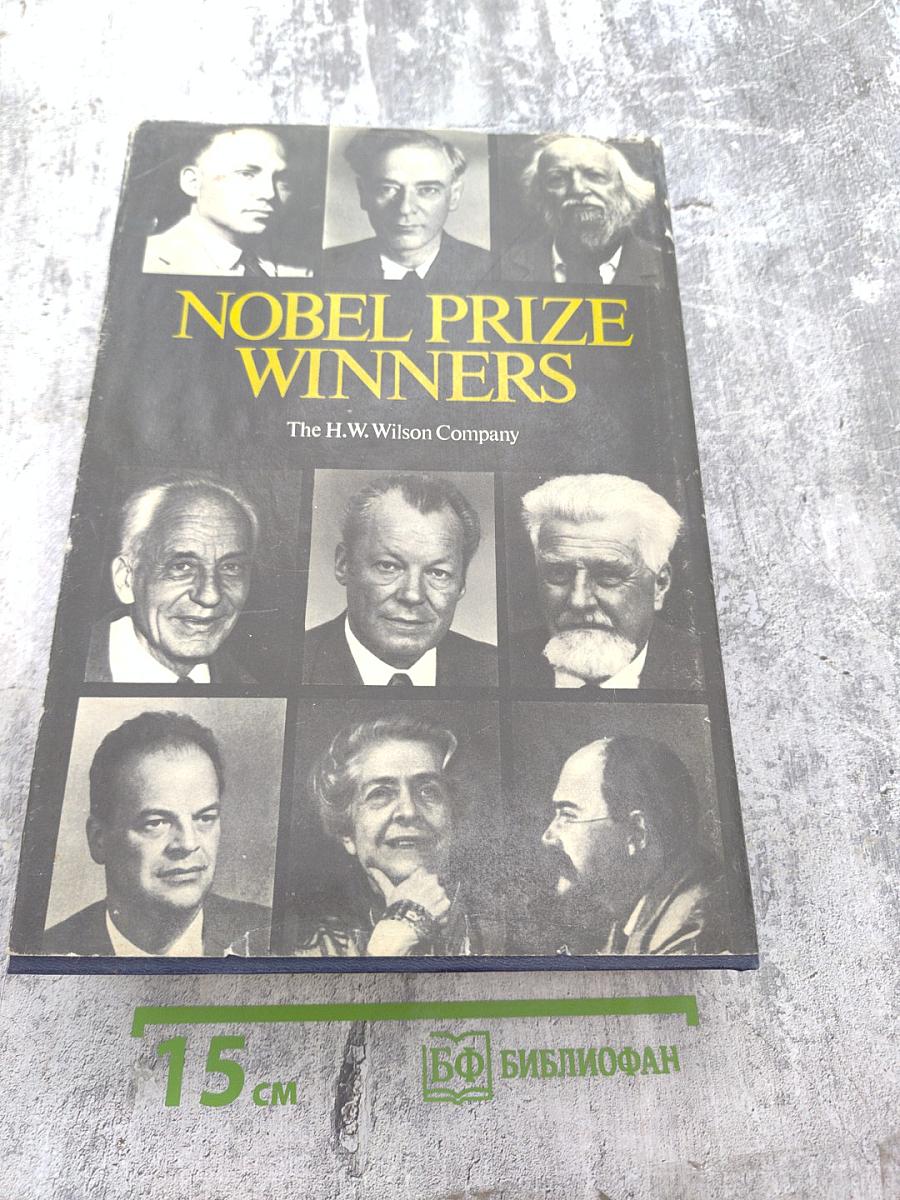 NOBEL PRIZE
WINNERS
The H.W. Wilson Company
15 см
БФ БИБЛИОФАН